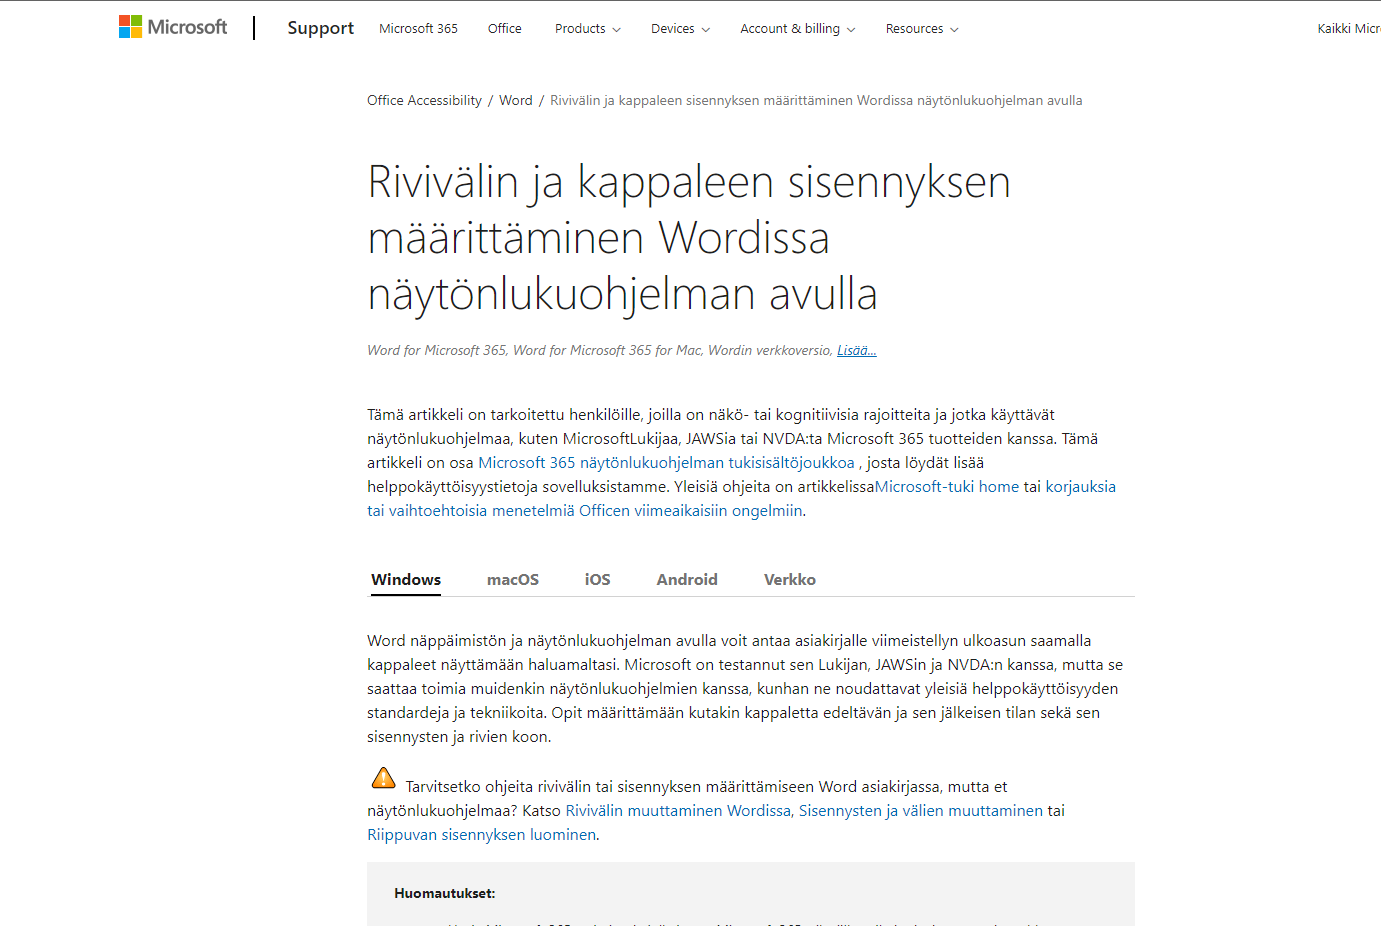 Microsoft Support Microsoft 365 Office Products Devices Account & billing Resources Kaikki Micr
Office Accessibility / Word / Rivivälin ja kappaleen sisennyksen määrittäminen Wordissa näytönlukuohjelman avulla
Rivivälin ja kappaleen sisennyksen
määrittäminen Wordissa
näytönlukuohjelman avulla
Word for Microsoft 365, Word for Microsoft 365 for Mac, Wordin verkkoversio, Lisää...
Tämä artikkeli on tarkoitettu henkilöille, joilla on näkö- tai kognitiivisia rajoitteita ja jotka käyttävät
näytönlukuohjelmaa, kuten MicrosoftLukijaa, JAWSia tai NVDA:ta Microsoft 365 tuotteiden kanssa. Tämä
artikkeli on osa Microsoft 365 näytönlukuohjelman tukisisältöjoukkoa , josta löydät lisää
helppokäyttöisyystietoja sovelluksistamme. Yleisiä ohjeita on artikkelissaMicrosoft-tuki home tai korjauksia
tai vaihtoehtoisia menetelmiä Officen viimeaikaisiin ongelmiin.
Windows macOS iOS Android Verkko
Word näppäimistön ja näytönlukuohjelman avulla voit antaa asiakirjalle viimeistellyn ulkoasun saamalla
kappaleet näyttämään haluamaltasi. Microsoft on testannut sen Lukijan, JAWSin ja NVDA:n kanssa, mutta se
saattaa toimia muidenkin näytönlukuohjelmien kanssa, kunhan ne noudattavat yleisiä helppokäyttöisyyden
standardeja ja tekniikoita. Opit määrittämään kutakin kappaletta edeltävän ja sen jälkeisen tilan sekä sen
sisennysten ja rivien koon.
Tarvitsetko ohjeita rivivälin tai sisennyksen määrittämiseen Word asiakirjassa, mutta et
näytönlukuohjelmaa? Katso Rivivälin muuttaminen Wordissa, Sisennysten ja välien muuttaminen tai
Riippuvan sisennyksen luominen.
Huomautukset: